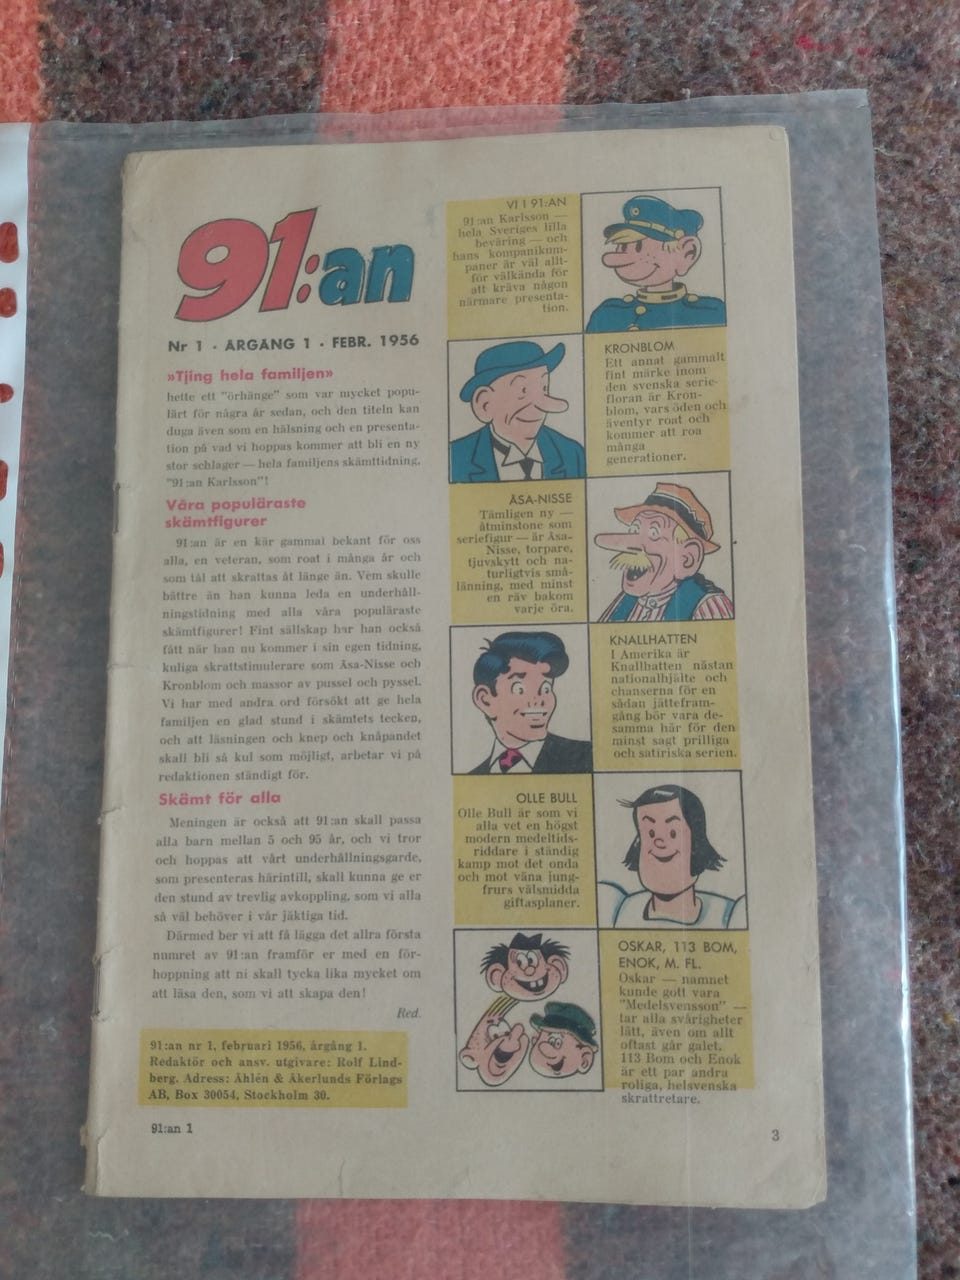 91:an
Nr 1 · ÅRGÅNG 1 · FEBR. 1956
»Tjing hela familjen»
hette ett "örhänge" som var mycket popu-
lärt för några år sedan, och den titeln kan
duga även som en hälsning och en presenta-
tion på vad vi hoppas kommer att bli en ny
stor schlager — hela familjens skämttidning,
"91:an Karlsson"!
Våra populäraste
skämtfigurer
91:an är en kär gammal bekant för oss
alla, en veteran, som roat i många år och
som tål att skrattas åt länge än. Vem skulle
bättre än han kunna leda en underhåll-
ningstidning med alla våra populäraste
skämtfigurer! Fint sällskap har han också
fått när han nu kommer i sin egen tidning,
kuliga skrattstimulerare som Åsa-Nisse och
Kronblom och massor av pussel och pyssel.
Vi har med andra ord försökt att ge hela
familjen en glad stund i skämtets tecken,
och att läsningen och knep och knåpandet
skall bli så kul som möjligt, arbetar vi på
redaktionen ständigt för.
Skämt för alla
Meningen är också att 91:an skall passa
alla barn mellan 5 och 95 år, och vi tror
och hoppas att vårt underhållningsgarde,
som presenteras härintill, skall kunna ge er
den stund av trevlig avkoppling, som vi alla
så väl behöver i vår jäktiga tid.
Därmed ber vi att få lägga det allra första
numret av 91:an framför er med en för-
hoppning att ni skall tycka lika mycket om
att läsa den, som vi att skapa den!
Red.
91:an nr 1, februari 1956, årgång 1.
Redaktör och ansv. utgivare: Rolf Lind-
berg. Adress: Åhlén & Åkerlunds Förlags
AB, Box 30054, Stockholm 30.
91:an 1
VI I 91:AN
91:an Karlsson —
hela Sveriges lilla
beväring — och
hans kompanikum-
paner är väl allt-
för välkända för
att kräva någon
närmare presenta-
tion.
KRONBLOM
Ett annat gammalt
fint märke inom
den svenska serie-
floran är Kron-
blom, vars öden och
äventyr roat och
kommer att roa
många
generationer.
ÅSA-NISSE
Tämligen ny —
åtminstone som
seriefigur — är Åsa-
Nisse, torpare,
tjuvskytt och na-
turligtvis små-
länning, med minst
en räv bakom
varje öra.
KNALLHATTEN
I Amerika är
Knallhatten nästan
nationalhjälte och
chanserna för en
sådan jättefram-
gång bör vara de-
samma här för den
minst sagt prilliga
och satiriska serien.
OLLE BULL
Olle Bull är som vi
alla vet en högst
modern medeltids-
riddare i ständig
kamp mot det onda
och mot väna jung-
frurs välsmidda
giftasplaner.
OSKAR, 113 BOM,
ENOK, M. FL.
Oskar — namnet
kunde gott vara
"Medelsvensson" —
tar alla svårigheter
lätt, även om allt
oftast går galet.
113 Bom och Enok
är ett par andra
roliga, helsvenska
skrattretare.
3